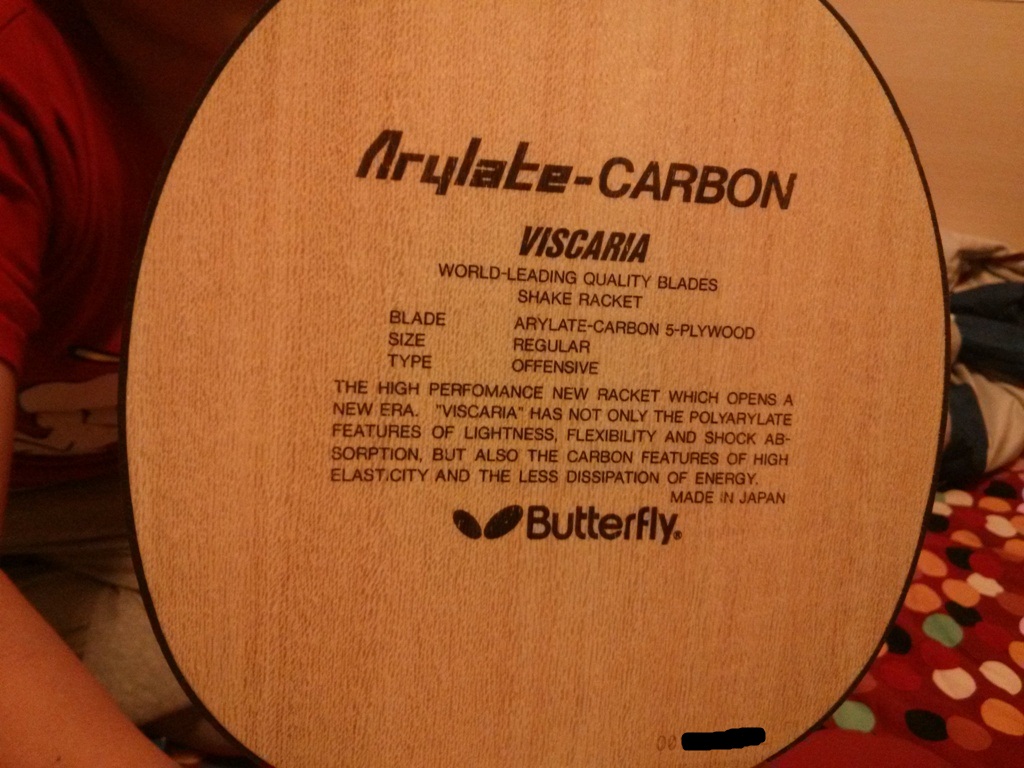 Arylate-CARBON
VISCARIA
WORLD-LEADING QUALITY BLADES
SHAKE RACKET
BLADE ARYLATE-CARBON 5-PLYWOOD
SIZE REGULAR
TYPE OFFENSIVE
THE HIGH PERFOMANCE NEW RACKET WHICH OPENS A
NEW ERA. "VISCARIA" HAS NOT ONLY THE POLYARYLATE
FEATURES OF LIGHTNESS, FLEXIBILITY AND SHOCK AB-
SORPTION, BUT ALSO THE CARBON FEATURES OF HIGH
ELASTICITY AND THE LESS DISSIPATION OF ENERGY.
MADE IN JAPAN
Butterfly®
00